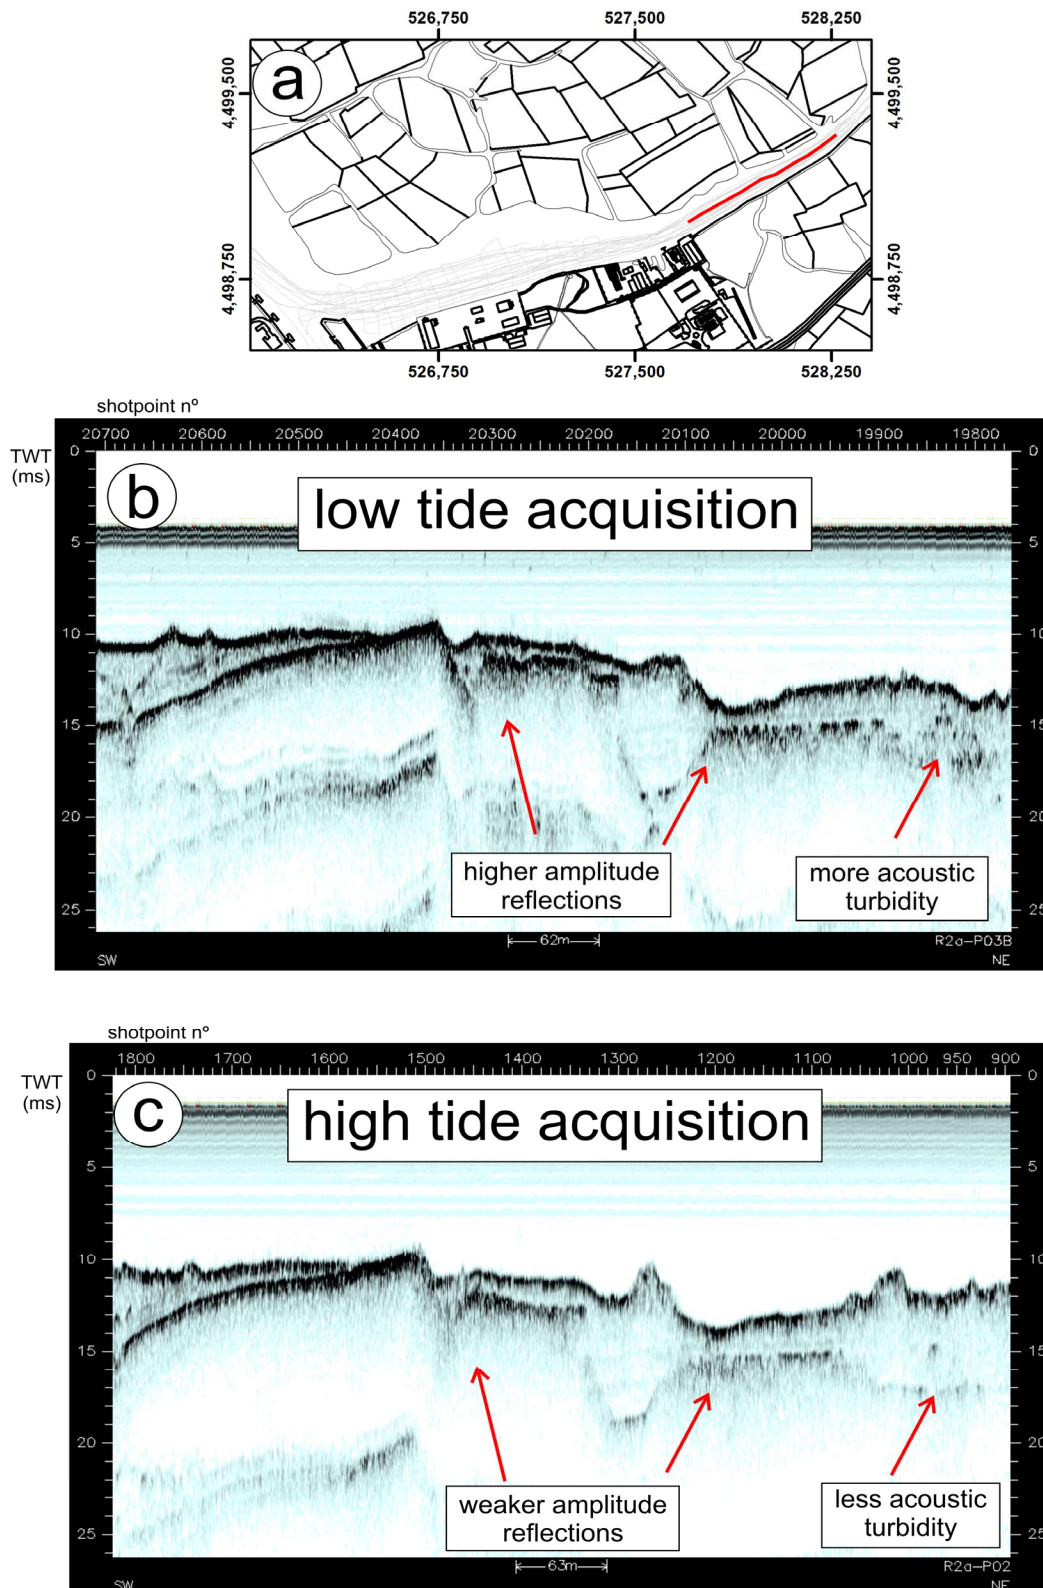 526,750 527,500 528,250
a
4,499,500 4,499,500
4,498,750 4,498,750
526,750 527,500 528,250
shotpoint nº
20700 20600 20500 20400 20300 20200 20100 20000 19900 19800
TWT
(ms)
0 0
b
low tide acquisition
5 5
10 10
15 15
20 20
higher amplitude
reflections
more acoustic
turbidity
25 25
62m
R2a-P03B
SW NE
shotpoint nº
1800 1700 1600 1500 1400 1300 1200 1100 1000 950 900
TWT
(ms)
0 0
c
high tide acquisition
5 5
10 10
15 15
20 20
weaker amplitude
reflections
less acoustic
turbidity
25 25
63m
R2a-P02
SW NE